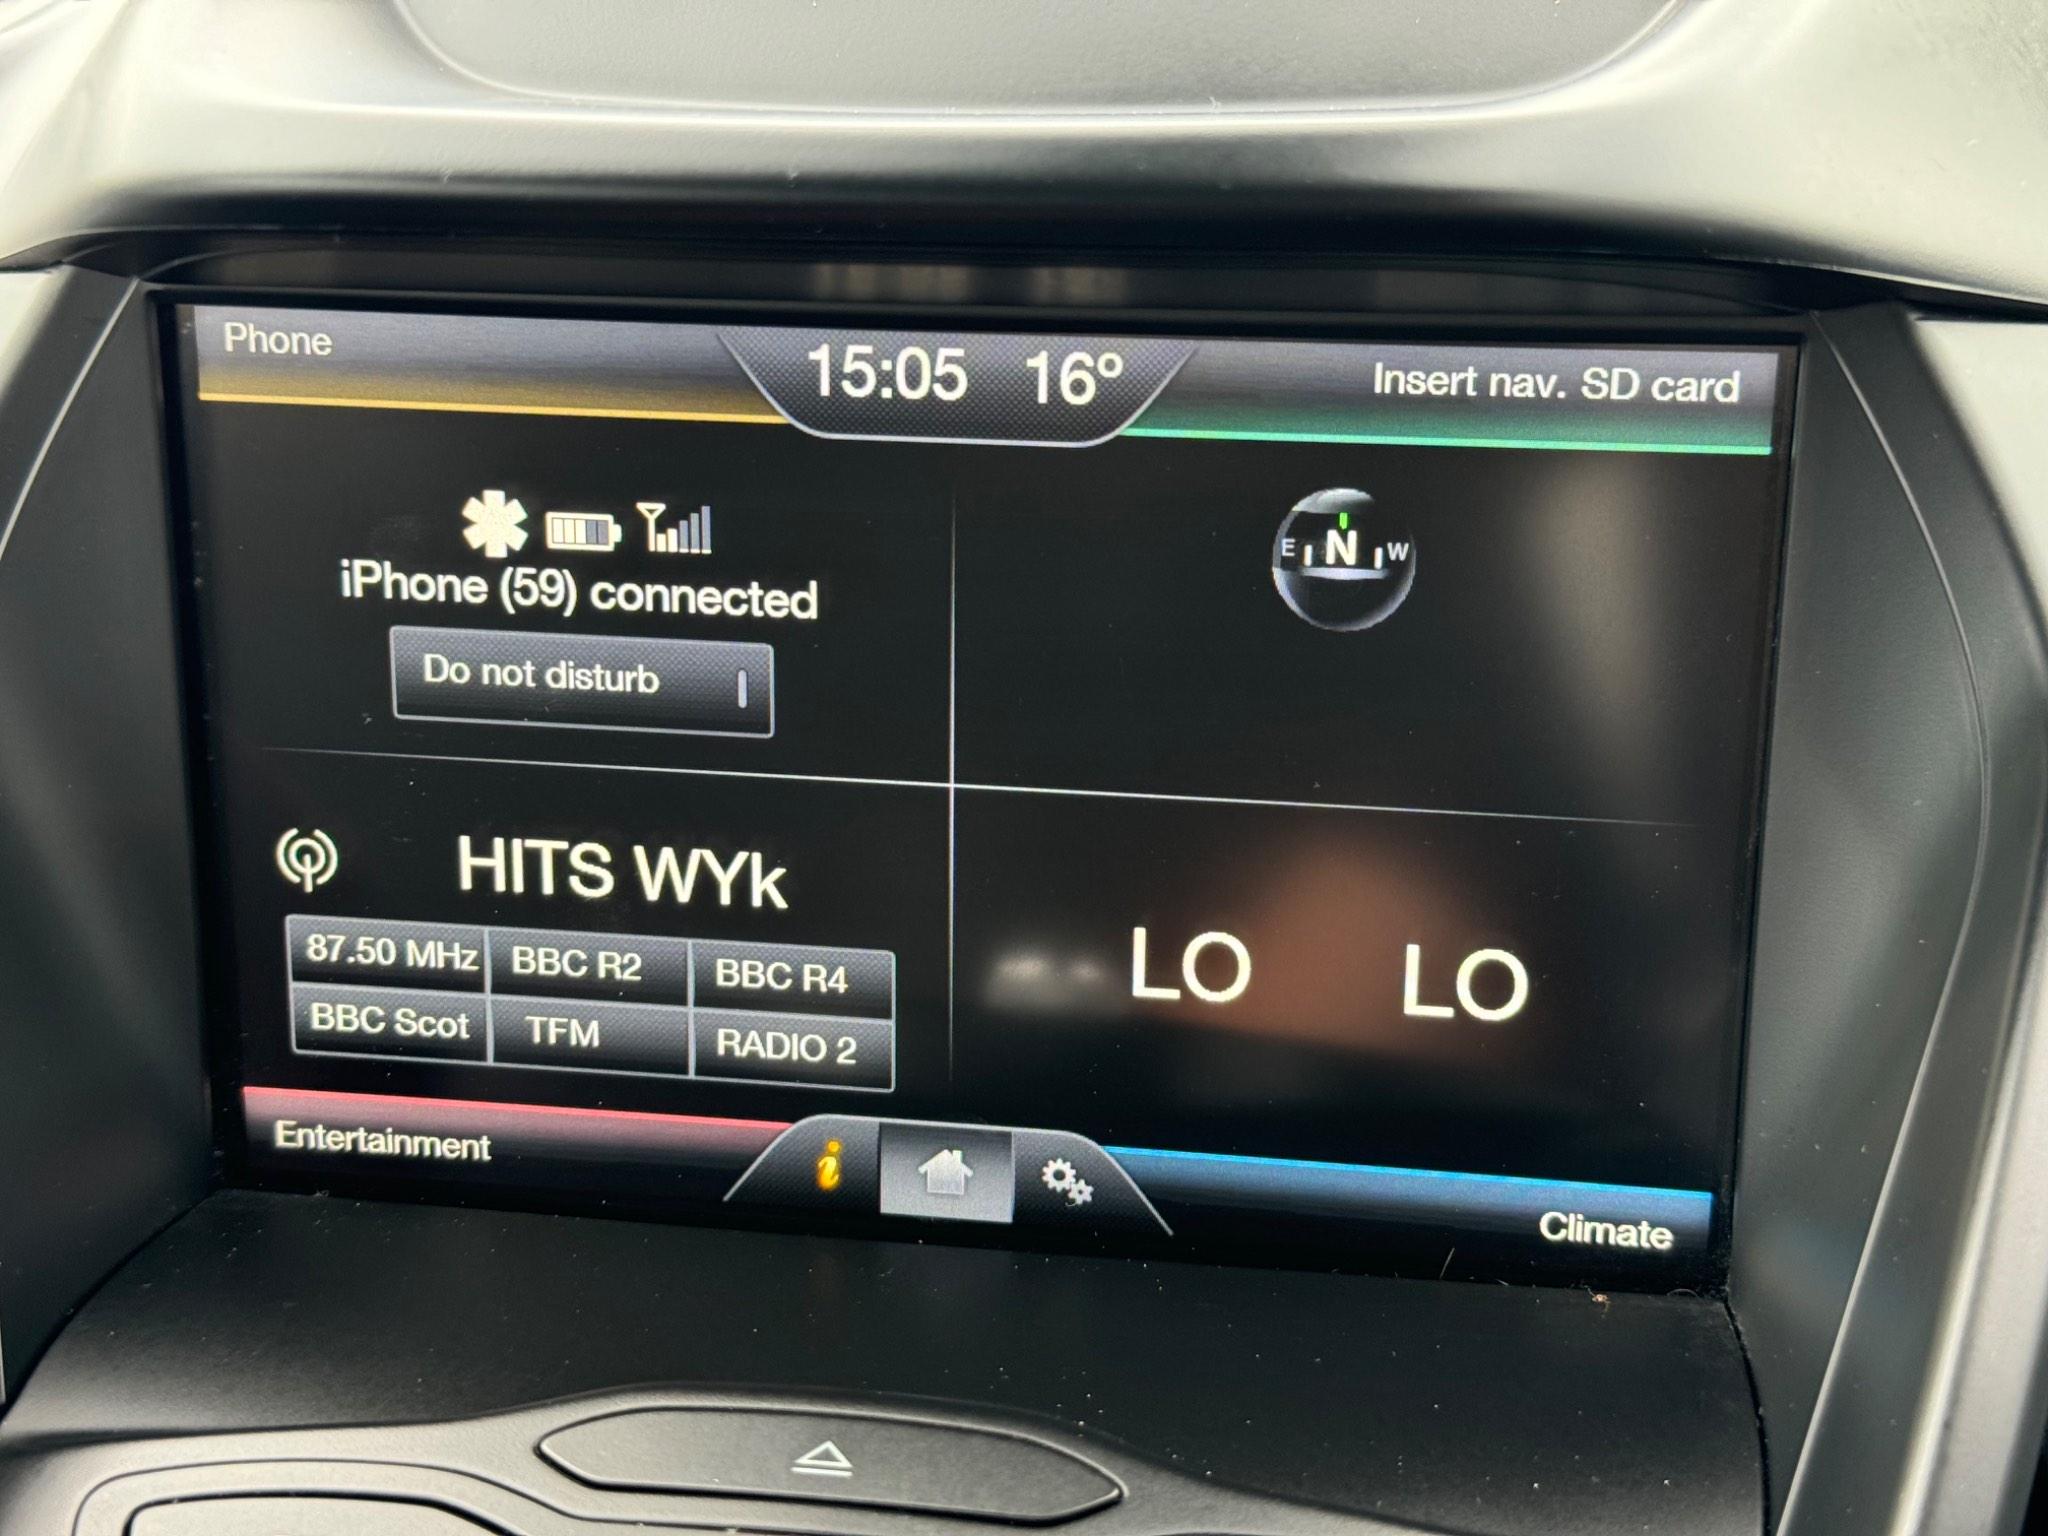 Phone
15:05 16°
Insert nav. SD card
iPhone (59) connected
Do not disturb
E N W
HITS WYk
87.50 MHz BBC R2 BBC R4
BBC Scot TFM RADIO 2
LO LO
Entertainment
i
Climate